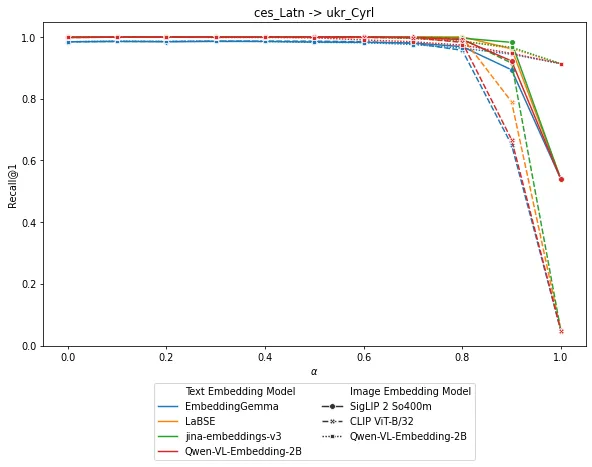 ces_Latn -> ukr_Cyrl
Recall@1
1.0
0.8
0.6
0.4
0.2
0.0
0.0 0.2 0.4 0.6 0.8 1.0
α
Text Embedding Model
EmbeddingGemma
LaBSE
jina-embeddings-v3
Qwen-VL-Embedding-2B
Image Embedding Model
SigLIP 2 So400m
CLIP ViT-B/32
Qwen-VL-Embedding-2B